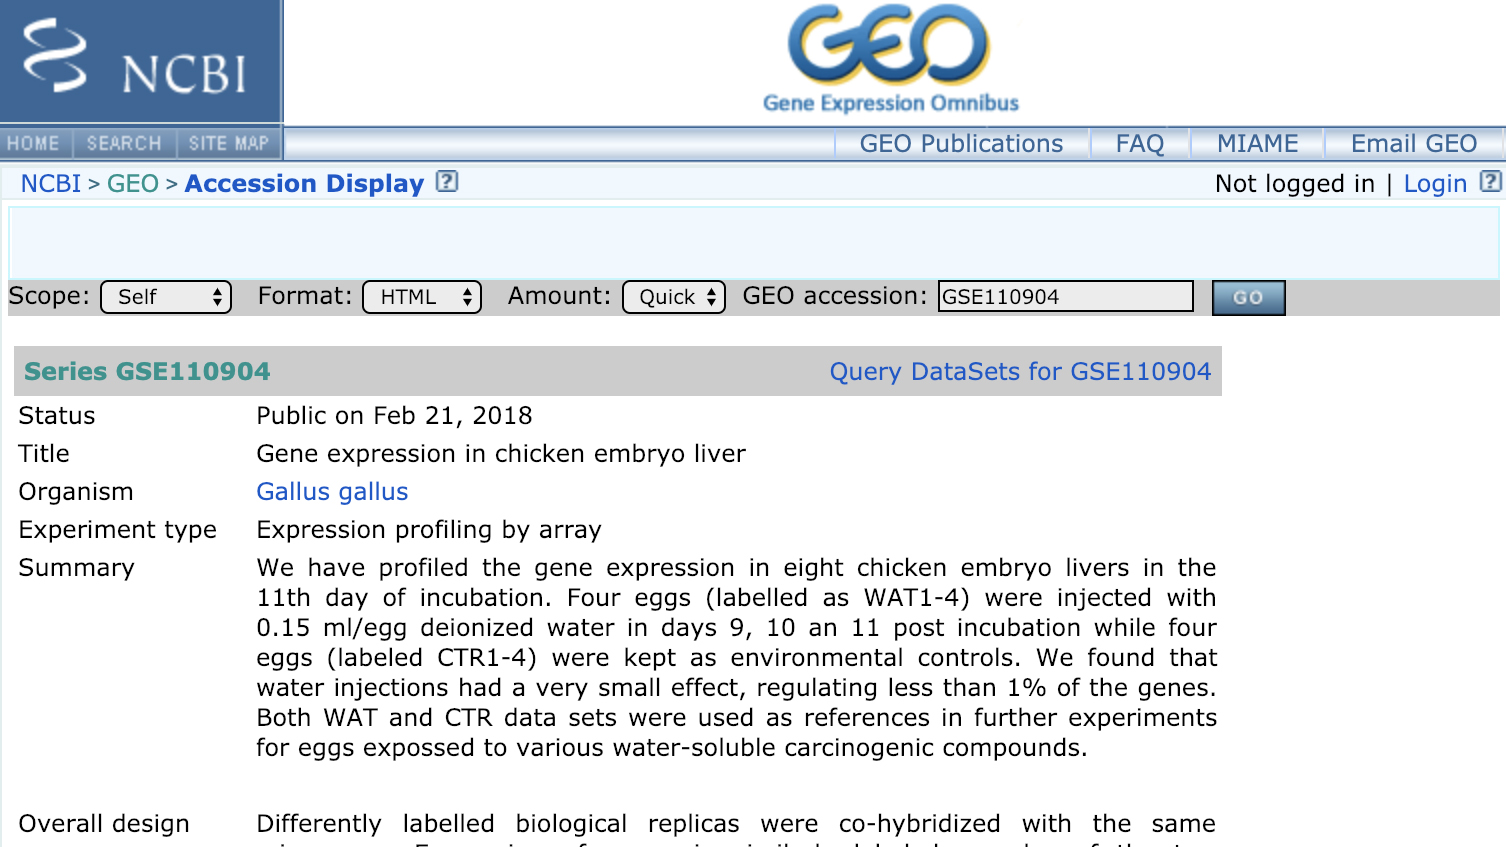 NCBI
GEO
Gene Expression Omnibus
HOME SEARCH SITE MAP
GEO Publications FAQ MIAME Email GEO
NCBI > GEO > Accession Display ?
Not logged in | Login ?
Scope: Self Format: HTML Amount: Quick GEO accession: GSE110904 GO
Series GSE110904 Query DataSets for GSE110904
Status Public on Feb 21, 2018
Title Gene expression in chicken embryo liver
Organism Gallus gallus
Experiment type Expression profiling by array
Summary We have profiled the gene expression in eight chicken embryo livers in the
11th day of incubation. Four eggs (labelled as WAT1-4) were injected with
0.15 ml/egg deionized water in days 9, 10 an 11 post incubation while four
eggs (labeled CTR1-4) were kept as environmental controls. We found that
water injections had a very small effect, regulating less than 1% of the genes.
Both WAT and CTR data sets were used as references in further experiments
for eggs expossed to various water-soluble carcinogenic compounds.
Overall design Differently labelled biological replicas were co-hybridized with the same